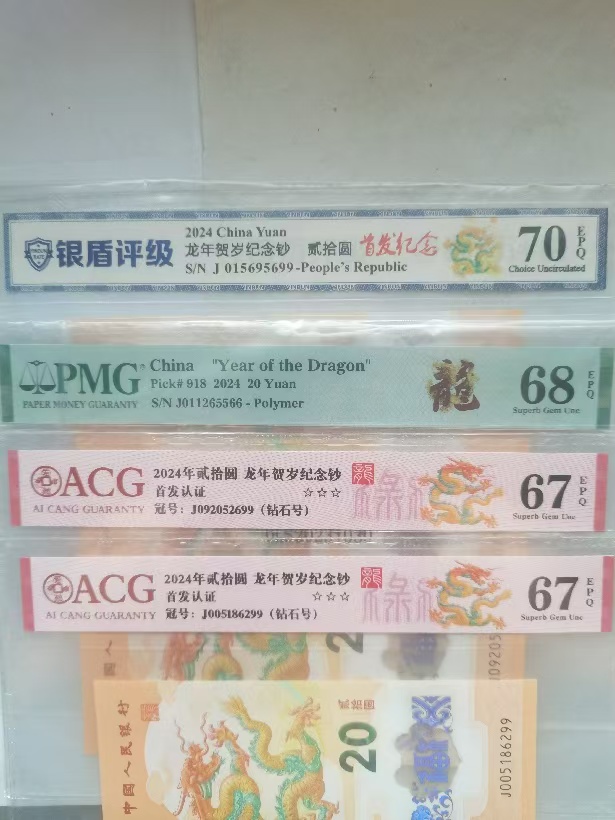 银盾评级
2024 China Yuan
龙年贺岁纪念钞 贰拾圆 首发纪念
S/N J 015695699-People's Republic
70 EPQ
Choice Uncirculated
PMG
PAPER MONEY GUARANTY
China "Year of the Dragon"
Pick# 918 2024 20 Yuan
S/N J011265566 - Polymer
龍
68 EPQ
Superb Gem Unc
ACG
AI CANG GUARANTY
2024年贰拾圆 龙年贺岁纪念钞
首发认证 ☆☆☆
冠号：J092052699（钻石号）
67 EPQ
Superb Gem Unc
ACG
AI CANG GUARANTY
2024年贰拾圆 龙年贺岁纪念钞
首发认证 ☆☆☆
冠号：J005186299（钻石号）
67 EPQ
Superb Gem Unc
J09205
中国人民银行
贰拾圆
20
J005186299